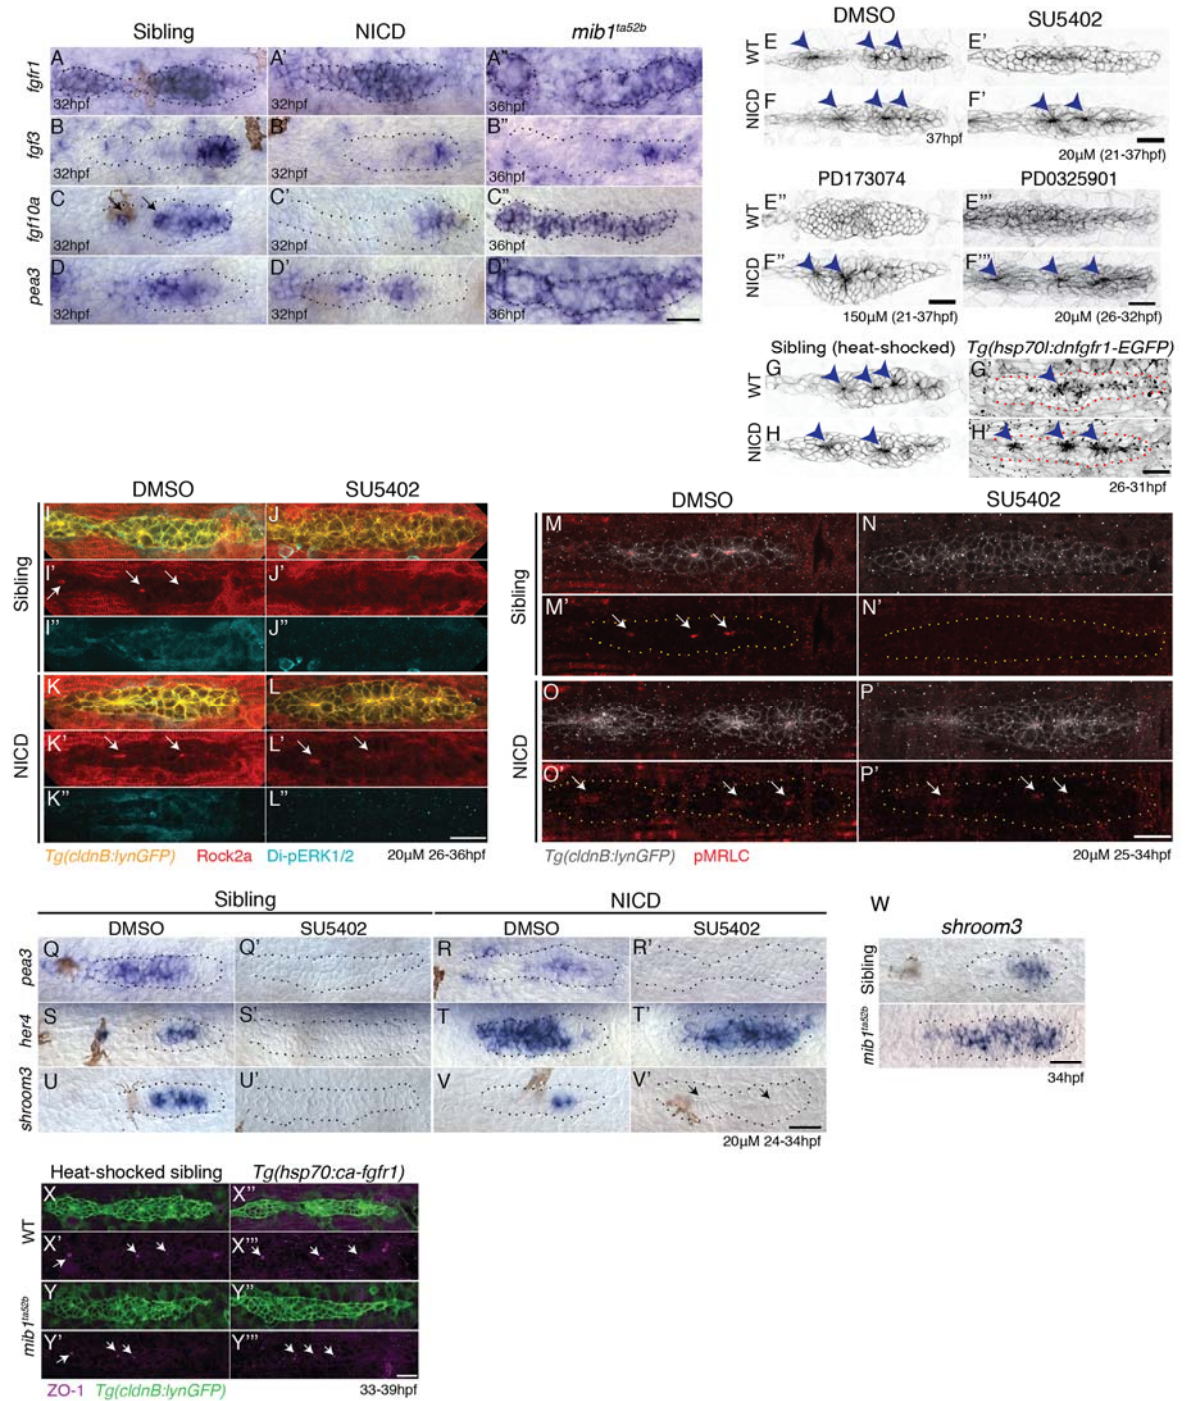 Sibling NICD mib1ta52b
fgfr1 A 32hpf A' 32hpf A'' 36hpf
fgf3 B 32hpf B' 32hpf B'' 36hpf
fgf10a C 32hpf C' 32hpf C'' 36hpf
pea3 D 32hpf D' 32hpf D'' 36hpf
DMSO SU5402
WT E E'
NICD F 37hpf F'
20µM (21-37hpf)
PD173074 PD0325901
WT E'' E'''
NICD F'' F'''
150µM (21-37hpf) 20µM (26-32hpf)
Sibling (heat-shocked) Tg(hsp70l:dnfgfr1-EGFP)
WT G G'
NICD H H'
26-31hpf
DMSO SU5402
Sibling
I J
I' J'
I'' J''
NICD
K L
K' L'
K'' L''
Tg(cldnB:lynGFP) Rock2a Di-pERK1/2 20µM 26-36hpf
DMSO SU5402
Sibling
M N
M' N'
NICD
O P
O' P'
Tg(cldnB:lynGFP) pMRLC 20µM 25-34hpf
Sibling NICD
DMSO SU5402 DMSO SU5402
pea3 Q Q' R R'
her4 S S' T T'
shroom3 U U' V V'
20µM 24-34hpf
W
shroom3
Sibling
mib1ta52b
34hpf
Heat-shocked sibling Tg(hsp70:ca-fgfr1)
WT
X X''
X' X'''
mib1ta52b
Y Y''
Y' Y'''
ZO-1 Tg(cldnB:lynGFP) 33-39hpf